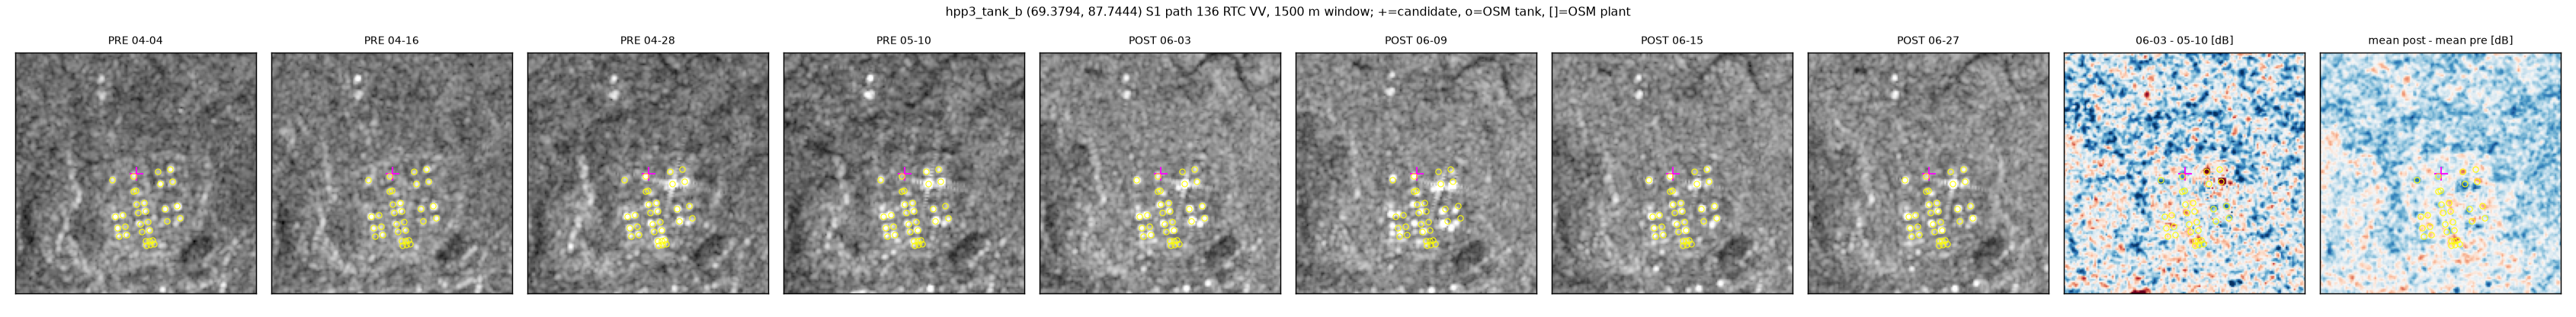 hpp3_tank_b (69.3794, 87.7444) S1 path 136 RTC VV, 1500 m window; +=candidate, o=OSM tank, []=OSM plant
PRE 04-04
PRE 04-16
PRE 04-28
PRE 05-10
POST 06-03
POST 06-09
POST 06-15
POST 06-27
06-03 - 05-10 [dB]
mean post - mean pre [dB]